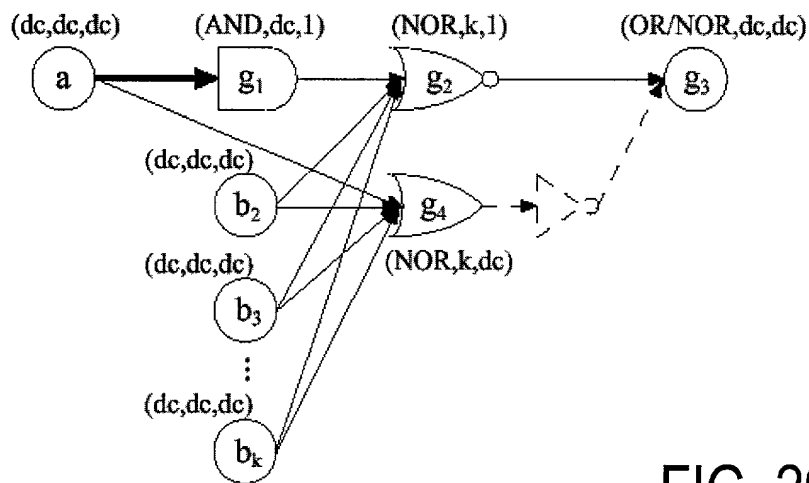 (dc,dc,dc) (AND,dc,1) (NOR,k,1) (OR/NOR,dc,dc)
a g₁ g₂ g₃
(dc,dc,dc)
b₂ g₄
(dc,dc,dc) (NOR,k,dc)
b₃
(dc,dc,dc)
bₖ